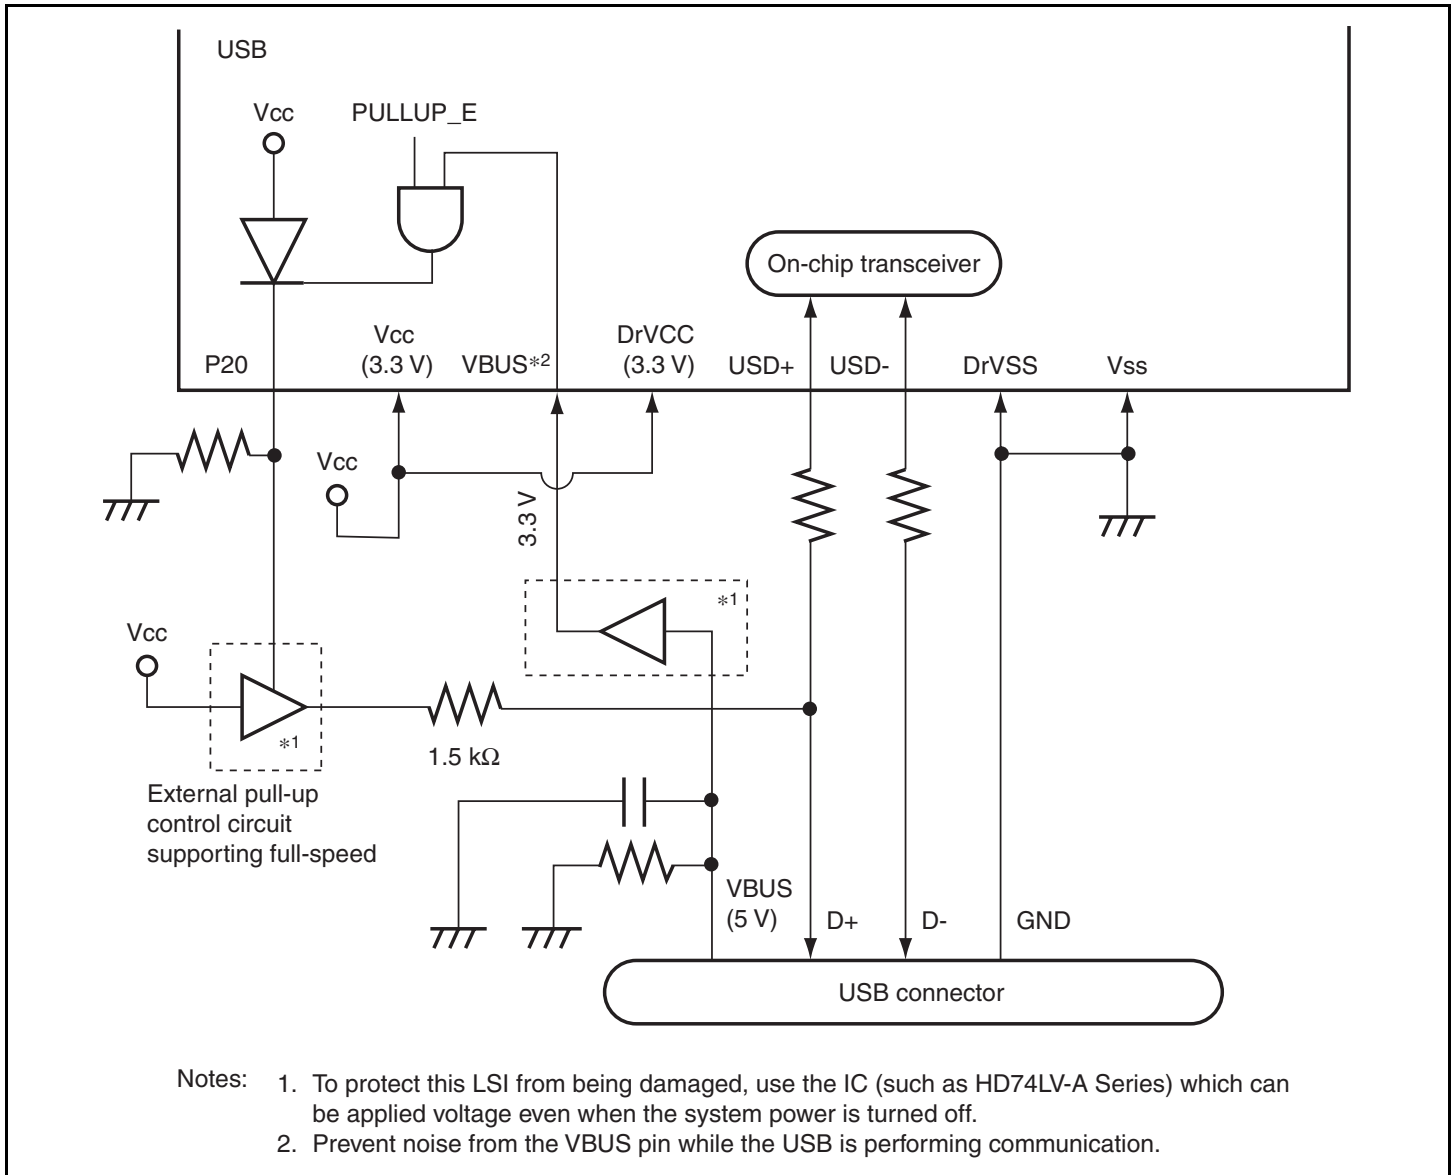 USB
Vcc
PULLUP_E
On-chip transceiver
P20
Vcc
(3.3 V)
VBUS*2
DrVCC
(3.3 V)
USD+
USD-
DrVSS
Vss
Vcc
3.3 V
*1
Vcc
*1
1.5 kΩ
External pull-up
control circuit
supporting full-speed
VBUS
(5 V)
D+
D-
GND
USB connector
Notes: 1. To protect this LSI from being damaged, use the IC (such as HD74LV-A Series) which can
be applied voltage even when the system power is turned off.
2. Prevent noise from the VBUS pin while the USB is performing communication.